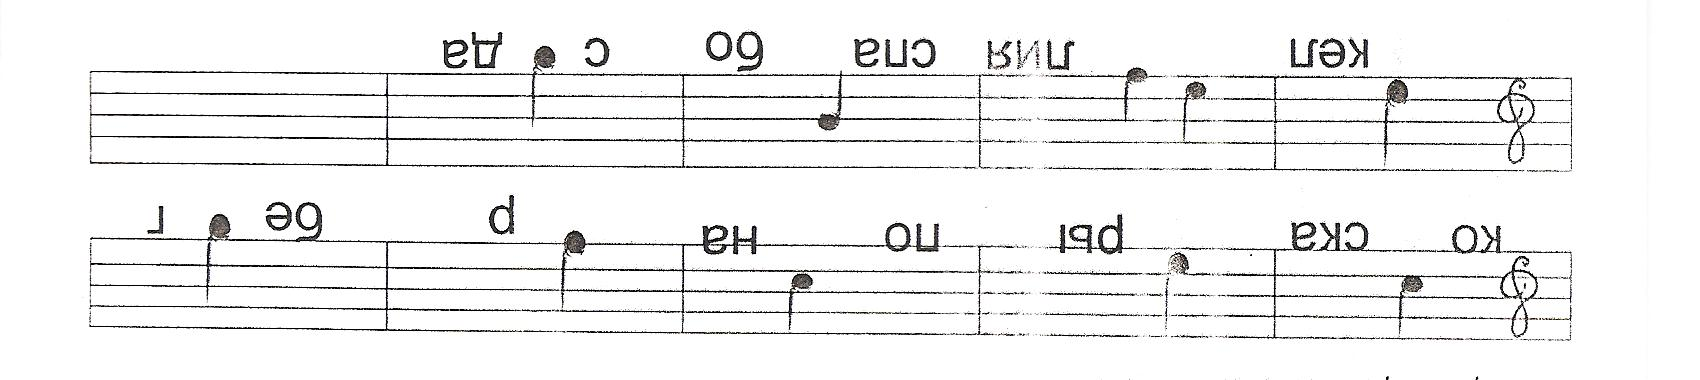 ко ска ры по на р бе г
кел лия спа бо с да